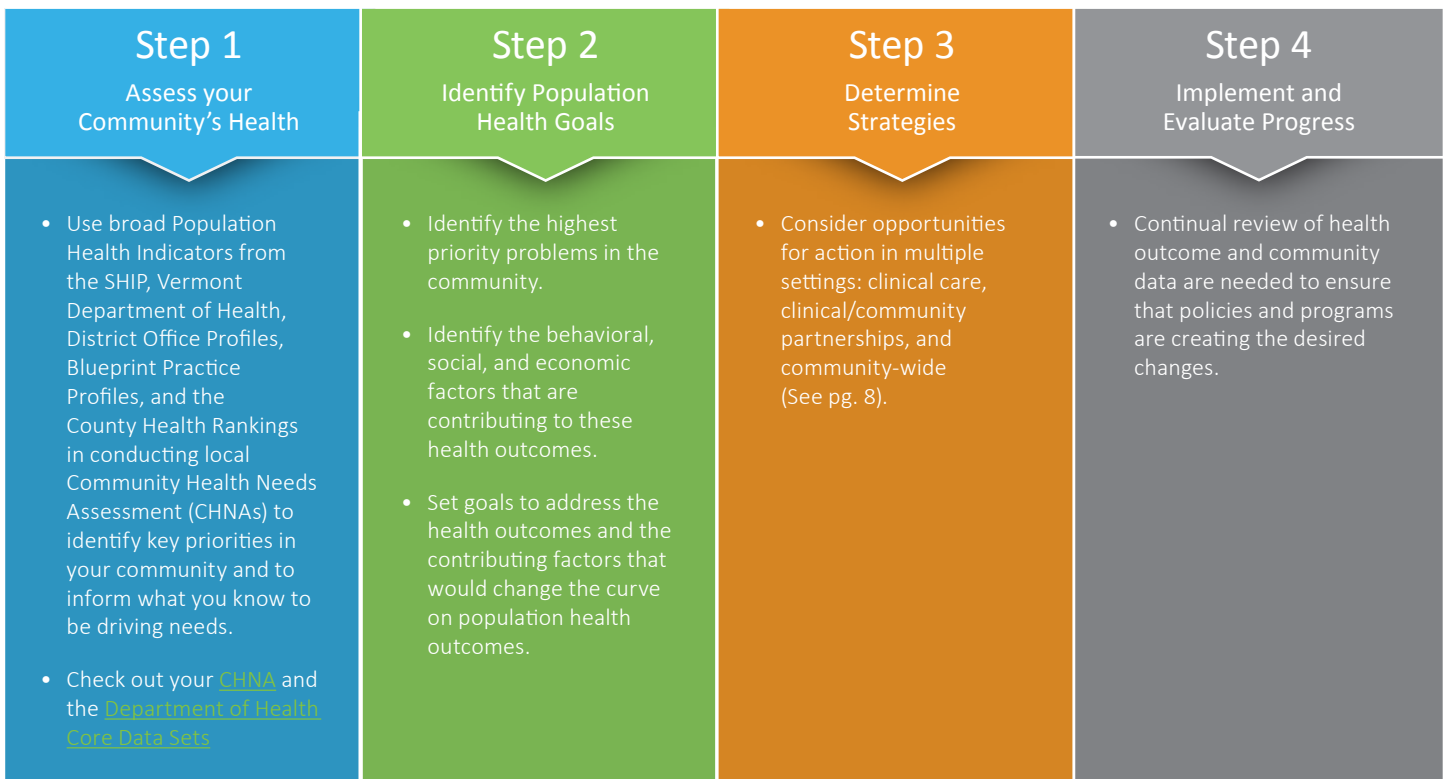 Step 1
Assess your
Community's Health
• Use broad Population
Health Indicators from
the SHIP, Vermont
Department of Health,
District Office Profiles,
Blueprint Practice
Profiles, and the
County Health Rankings
in conducting local
Community Health Needs
Assessment (CHNAs) to
identify key priorities in
your community and to
inform what you know to
be driving needs.
• Check out your CHNA and
the Department of Health
Core Data Sets
Step 2
Identify Population
Health Goals
• Identify the highest
priority problems in the
community.
• Identify the behavioral,
social, and economic
factors that are
contributing to these
health outcomes.
• Set goals to address the
health outcomes and the
contributing factors that
would change the curve
on population health
outcomes.
Step 3
Determine
Strategies
• Consider opportunities
for action in multiple
settings: clinical care,
clinical/community
partnerships, and
community-wide
(See pg. 8).
Step 4
Implement and
Evaluate Progress
• Continual review of health
outcome and community
data are needed to ensure
that policies and programs
are creating the desired
changes.